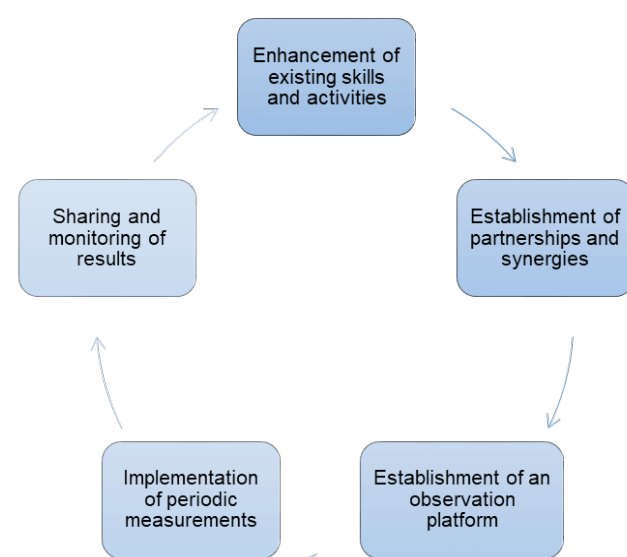 Enhancement of
existing skills
and activities
Establishment of
partnerships and
synergies
Establishment of an
observation
platform
Implementation
of periodic
measurements
Sharing and
monitoring of
results